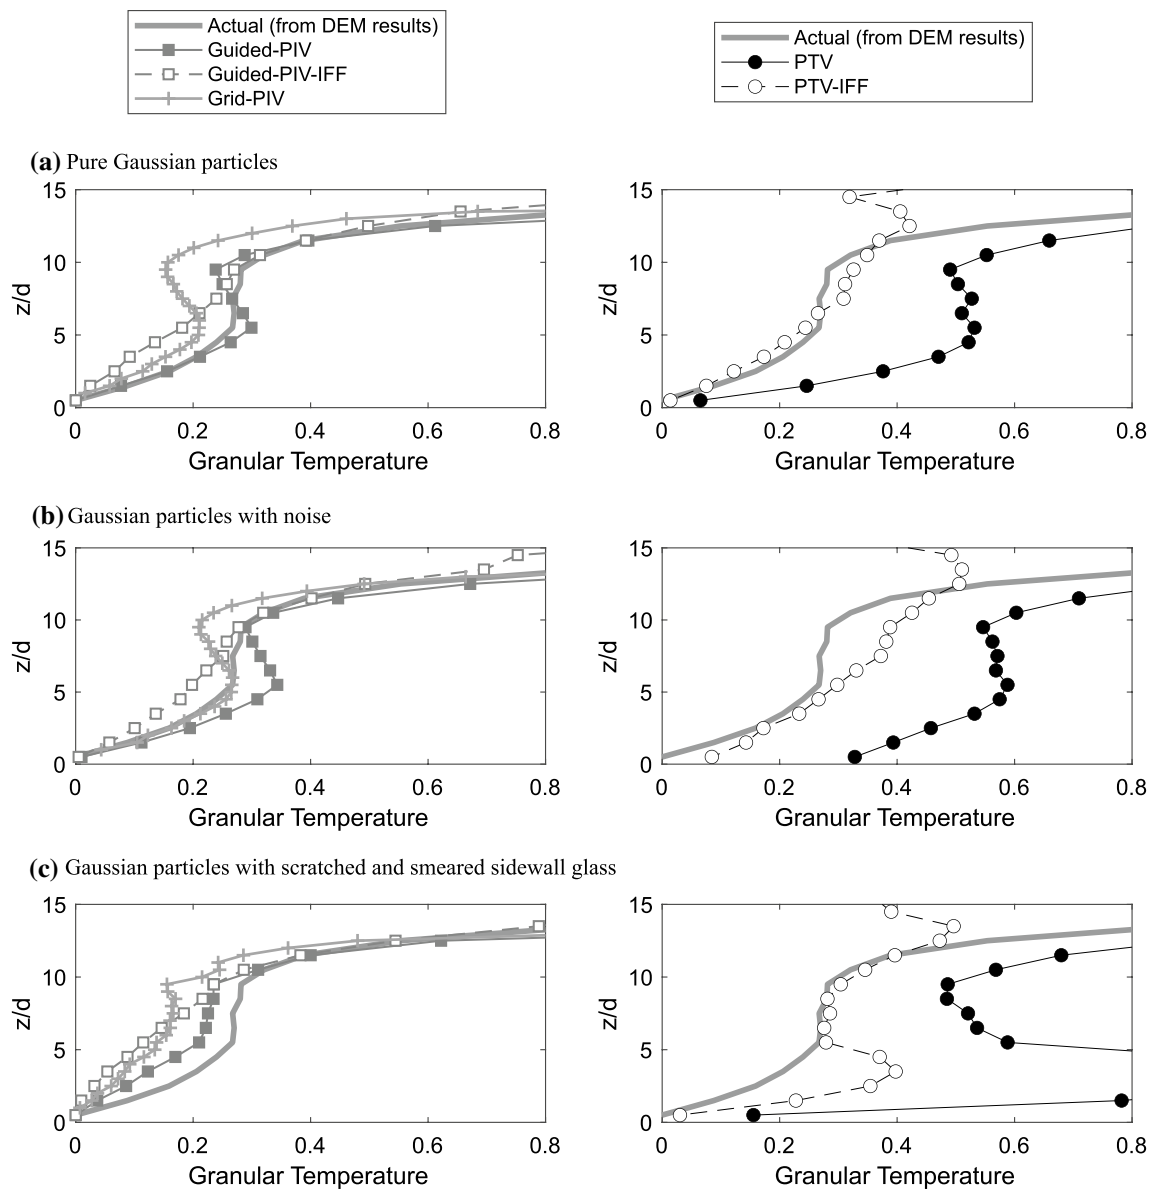 Actual (from DEM results)
Guided-PIV
Guided-PIV-IFF
Grid-PIV
Actual (from DEM results)
PTV
PTV-IFF
(a) Pure Gaussian particles
15
10
5
0
z/d
0 0.2 0.4 0.6 0.8
Granular Temperature
15
10
5
0
z/d
0 0.2 0.4 0.6 0.8
Granular Temperature
(b) Gaussian particles with noise
15
10
5
0
z/d
0 0.2 0.4 0.6 0.8
Granular Temperature
15
10
5
0
z/d
0 0.2 0.4 0.6 0.8
Granular Temperature
(c) Gaussian particles with scratched and smeared sidewall glass
15
10
5
0
z/d
0 0.2 0.4 0.6 0.8
Granular Temperature
15
10
5
0
z/d
0 0.2 0.4 0.6 0.8
Granular Temperature